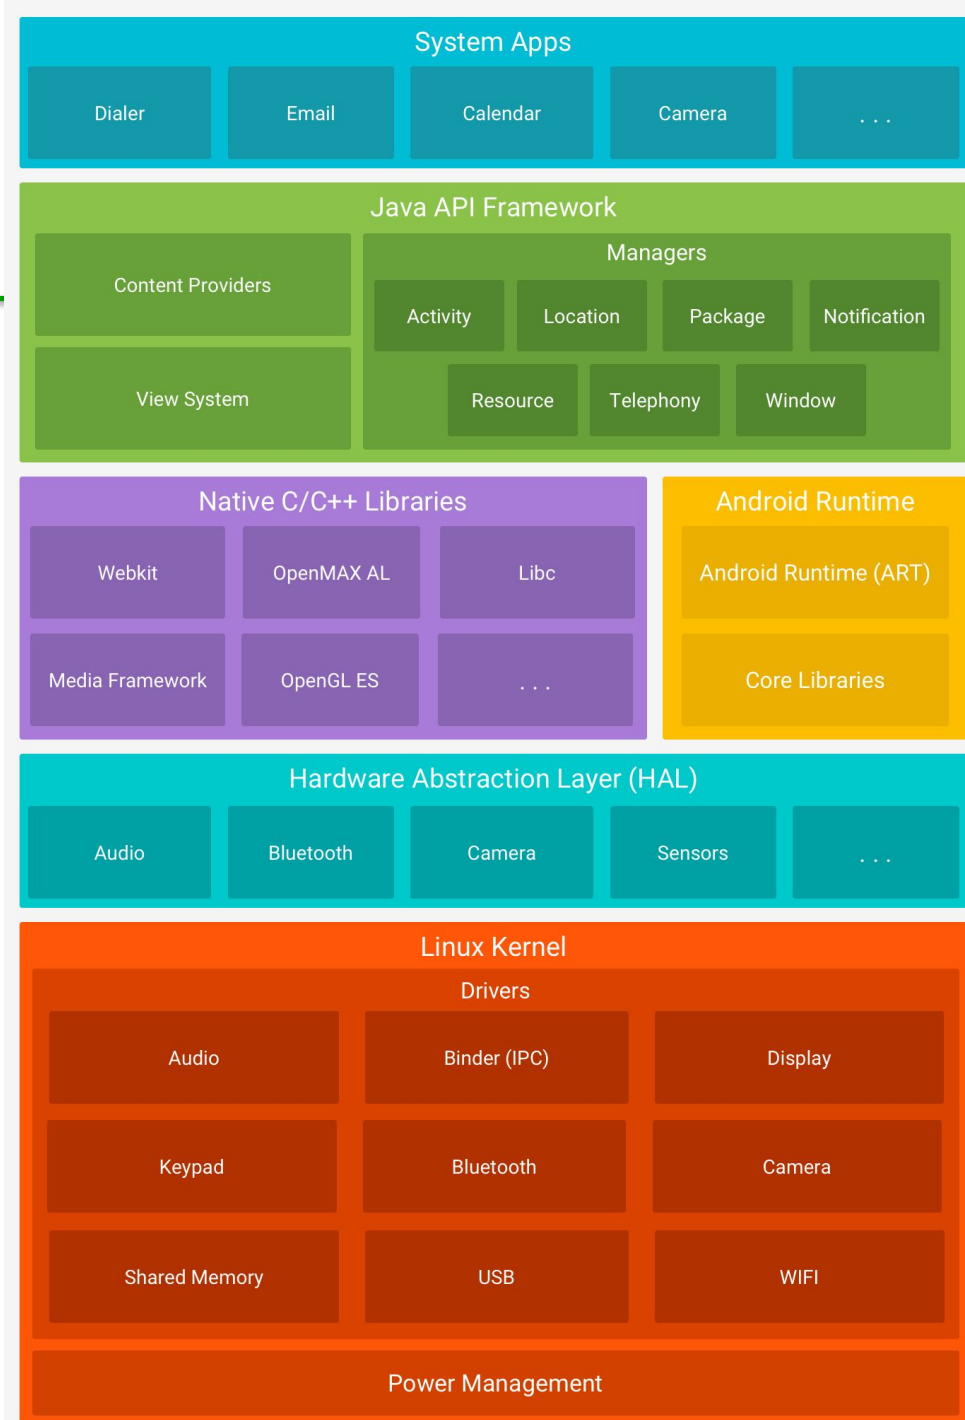 System Apps
Dialer
Email
Calendar
Camera
. . .
Java API Framework
Content Providers
View System
Managers
Activity
Location
Package
Notification
Resource
Telephony
Window
Native C/C++ Libraries
Webkit
OpenMAX AL
Libc
Media Framework
OpenGL ES
. . .
Android Runtime
Android Runtime (ART)
Core Libraries
Hardware Abstraction Layer (HAL)
Audio
Bluetooth
Camera
Sensors
. . .
Linux Kernel
Drivers
Audio
Binder (IPC)
Display
Keypad
Bluetooth
Camera
Shared Memory
USB
WIFI
Power Management